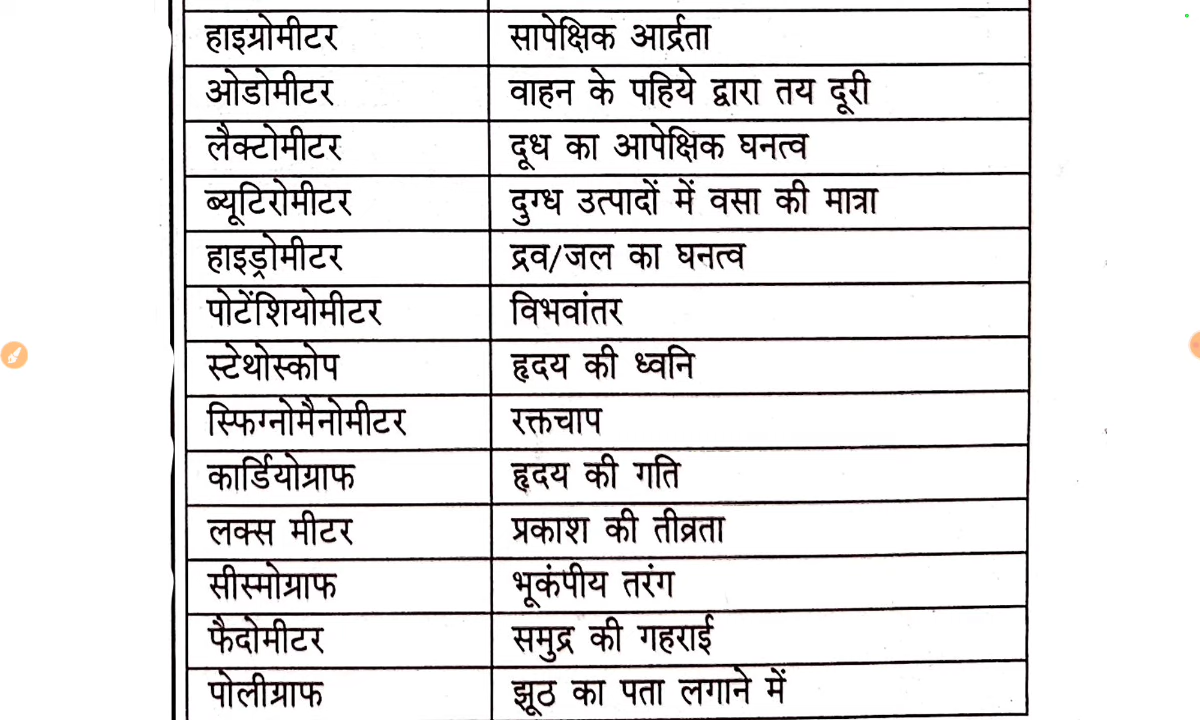 हाइग्रोमीटर सापेक्षिक आर्द्रता
ओडोमीटर वाहन के पहिये द्वारा तय दूरी
लैक्टोमीटर दूध का आपेक्षिक घनत्व
ब्यूटिरोमीटर दुग्ध उत्पादों में वसा की मात्रा
हाइड्रोमीटर द्रव/जल का घनत्व
पोटेंशियोमीटर विभवांतर
स्टेथोस्कोप हृदय की ध्वनि
स्फिग्नोमैनोमीटर रक्तचाप
कार्डियोग्राफ हृदय की गति
लक्स मीटर प्रकाश की तीव्रता
सीस्मोग्राफ भूकंपीय तरंग
फैदोमीटर समुद्र की गहराई
पोलीग्राफ झूठ का पता लगाने में